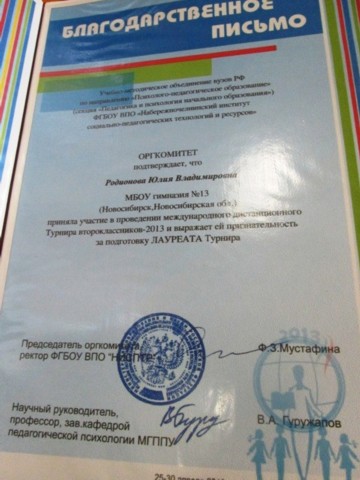 БЛАГОДАРСТВЕННОЕ
ПИСЬМО
Учебно-методическое объединение вузов РФ
по направлению «Психолого-педагогическое образование»
(секция «Педагогика и психология начального образования»)
ФГБОУ ВПО «Набережночелнинский институт
социально-педагогических технологий и ресурсов»
ОРГКОМИТЕТ
подтверждает, что
Родионова Юлия Владимировна
МБОУ гимназия №13
(Новосибирск,Новосибирская обл.)
приняла участие в проведении международного дистанционного
Турнира второклассников-2013 и выражает ей признательность
за подготовку ЛАУРЕАТА Турнира
2013
Председатель оргкомитета
ректор ФГБОУ ВПО "НИСПТР"
Ф.З.Мустафина
Научный руководитель,
профессор, зав.кафедрой
педагогической психологии МГППУ
В.А. Гуружапов
25-30